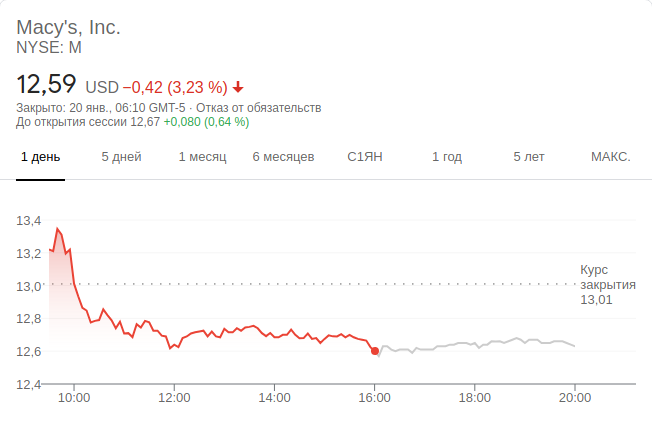 Macy's, Inc.
NYSE: M
12,59 USD −0,42 (3,23 %)
Закрыто: 20 янв., 06:10 GMT-5 · Отказ от обязательств
До открытия сессии 12,67 +0,080 (0,64 %)
1 день 5 дней 1 месяц 6 месяцев С1ЯН 1 год 5 лет МАКС.
13,4
13,2
13,0
12,8
12,6
12,4
Курс
закрытия
13,01
10:00 12:00 14:00 16:00 18:00 20:00